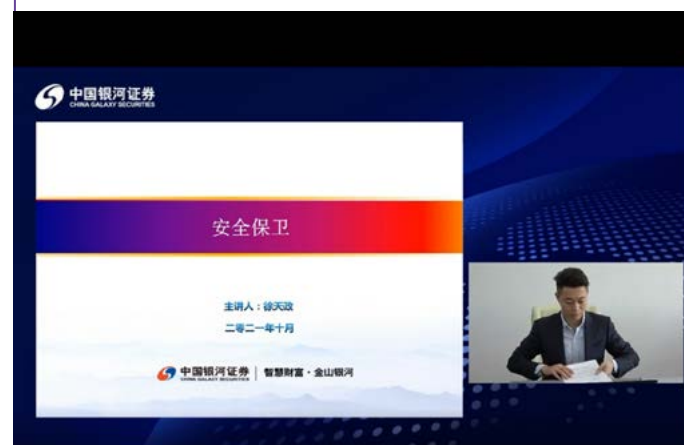 中国银河证券
CHINA GALAXY SECURITIES
安全保卫
主讲人：徐天政
二零二一年十月
中国银河证券 | 智慧财富·金山银河
CHINA GALAXY SECURITIES